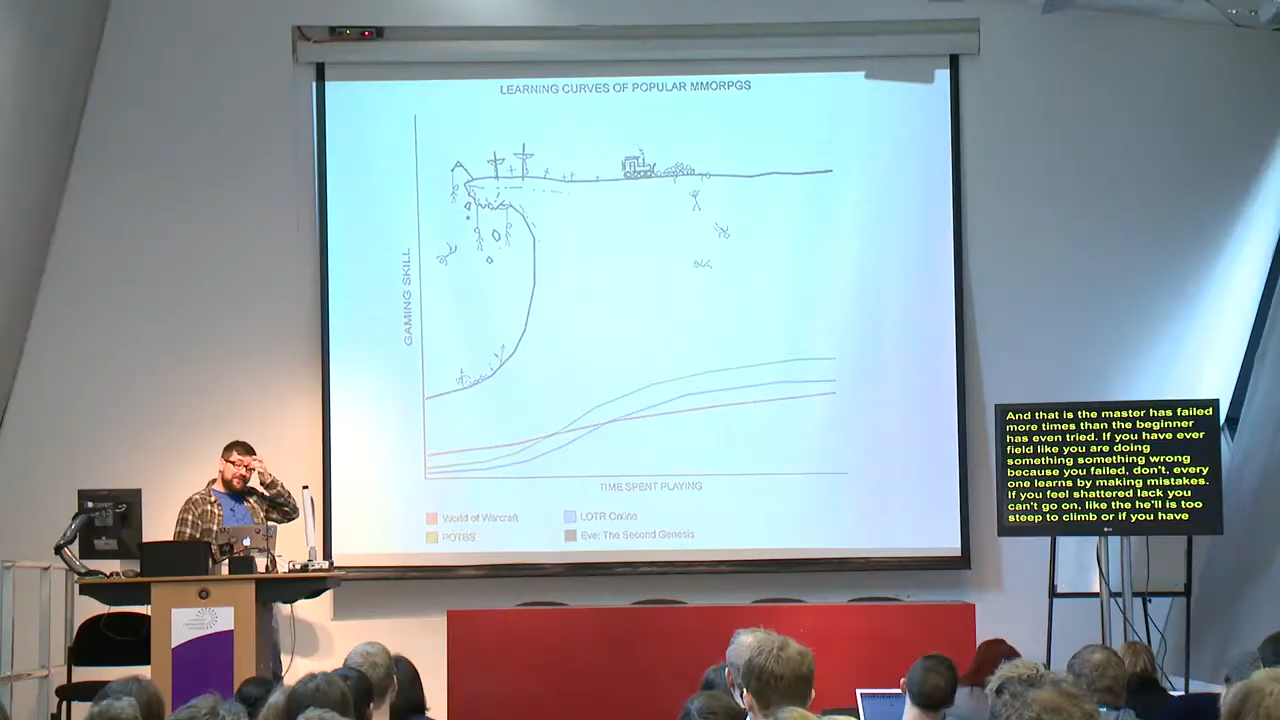 LEARNING CURVES OF POPULAR MMORPGS
GAMING SKILL
TIME SPENT PLAYING
World of Warcraft
LOTR Online
POTBS
Eve: The Second Genesis
And that is the master has failed
more times than the beginner
has even tried. If you have ever
field like you are doing
something something wrong
because you failed, don't, every
one learns by making mistakes.
If you feel shattered lack you
can't go on, like the he'll is too
steep to climb or if you have